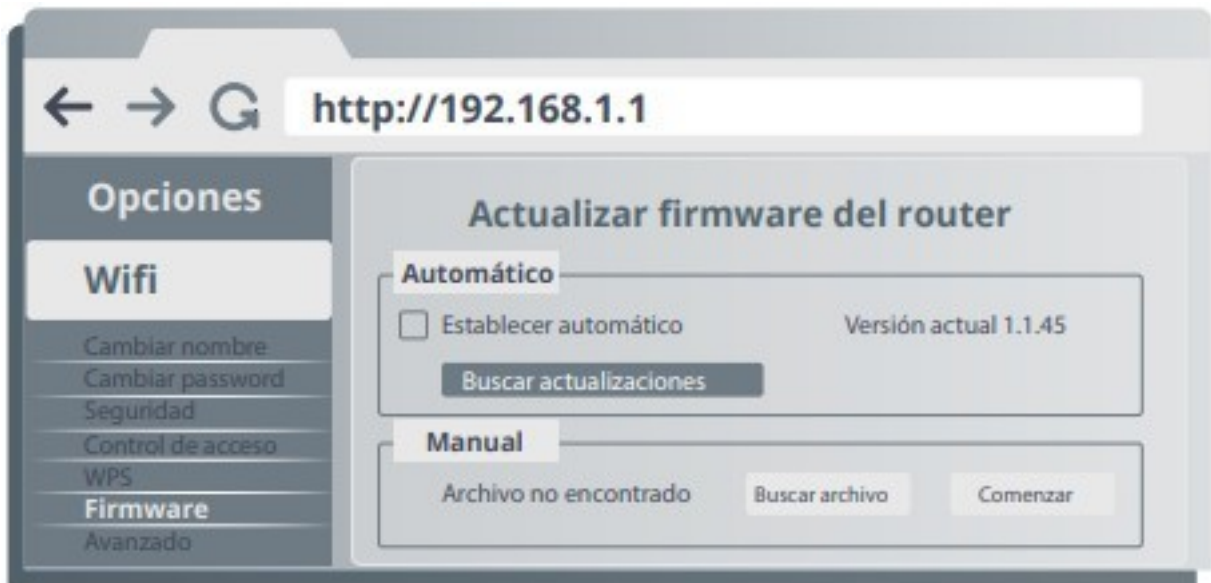 http://192.168.1.1
Opciones
Wifi
Cambiar nombre
Cambiar password
Seguridad
Control de acceso
WPS
Firmware
Avanzado
Actualizar firmware del router
Automático
Establecer automático Versión actual 1.1.45
Buscar actualizaciones
Manual
Archivo no encontrado Buscar archivo Comenzar